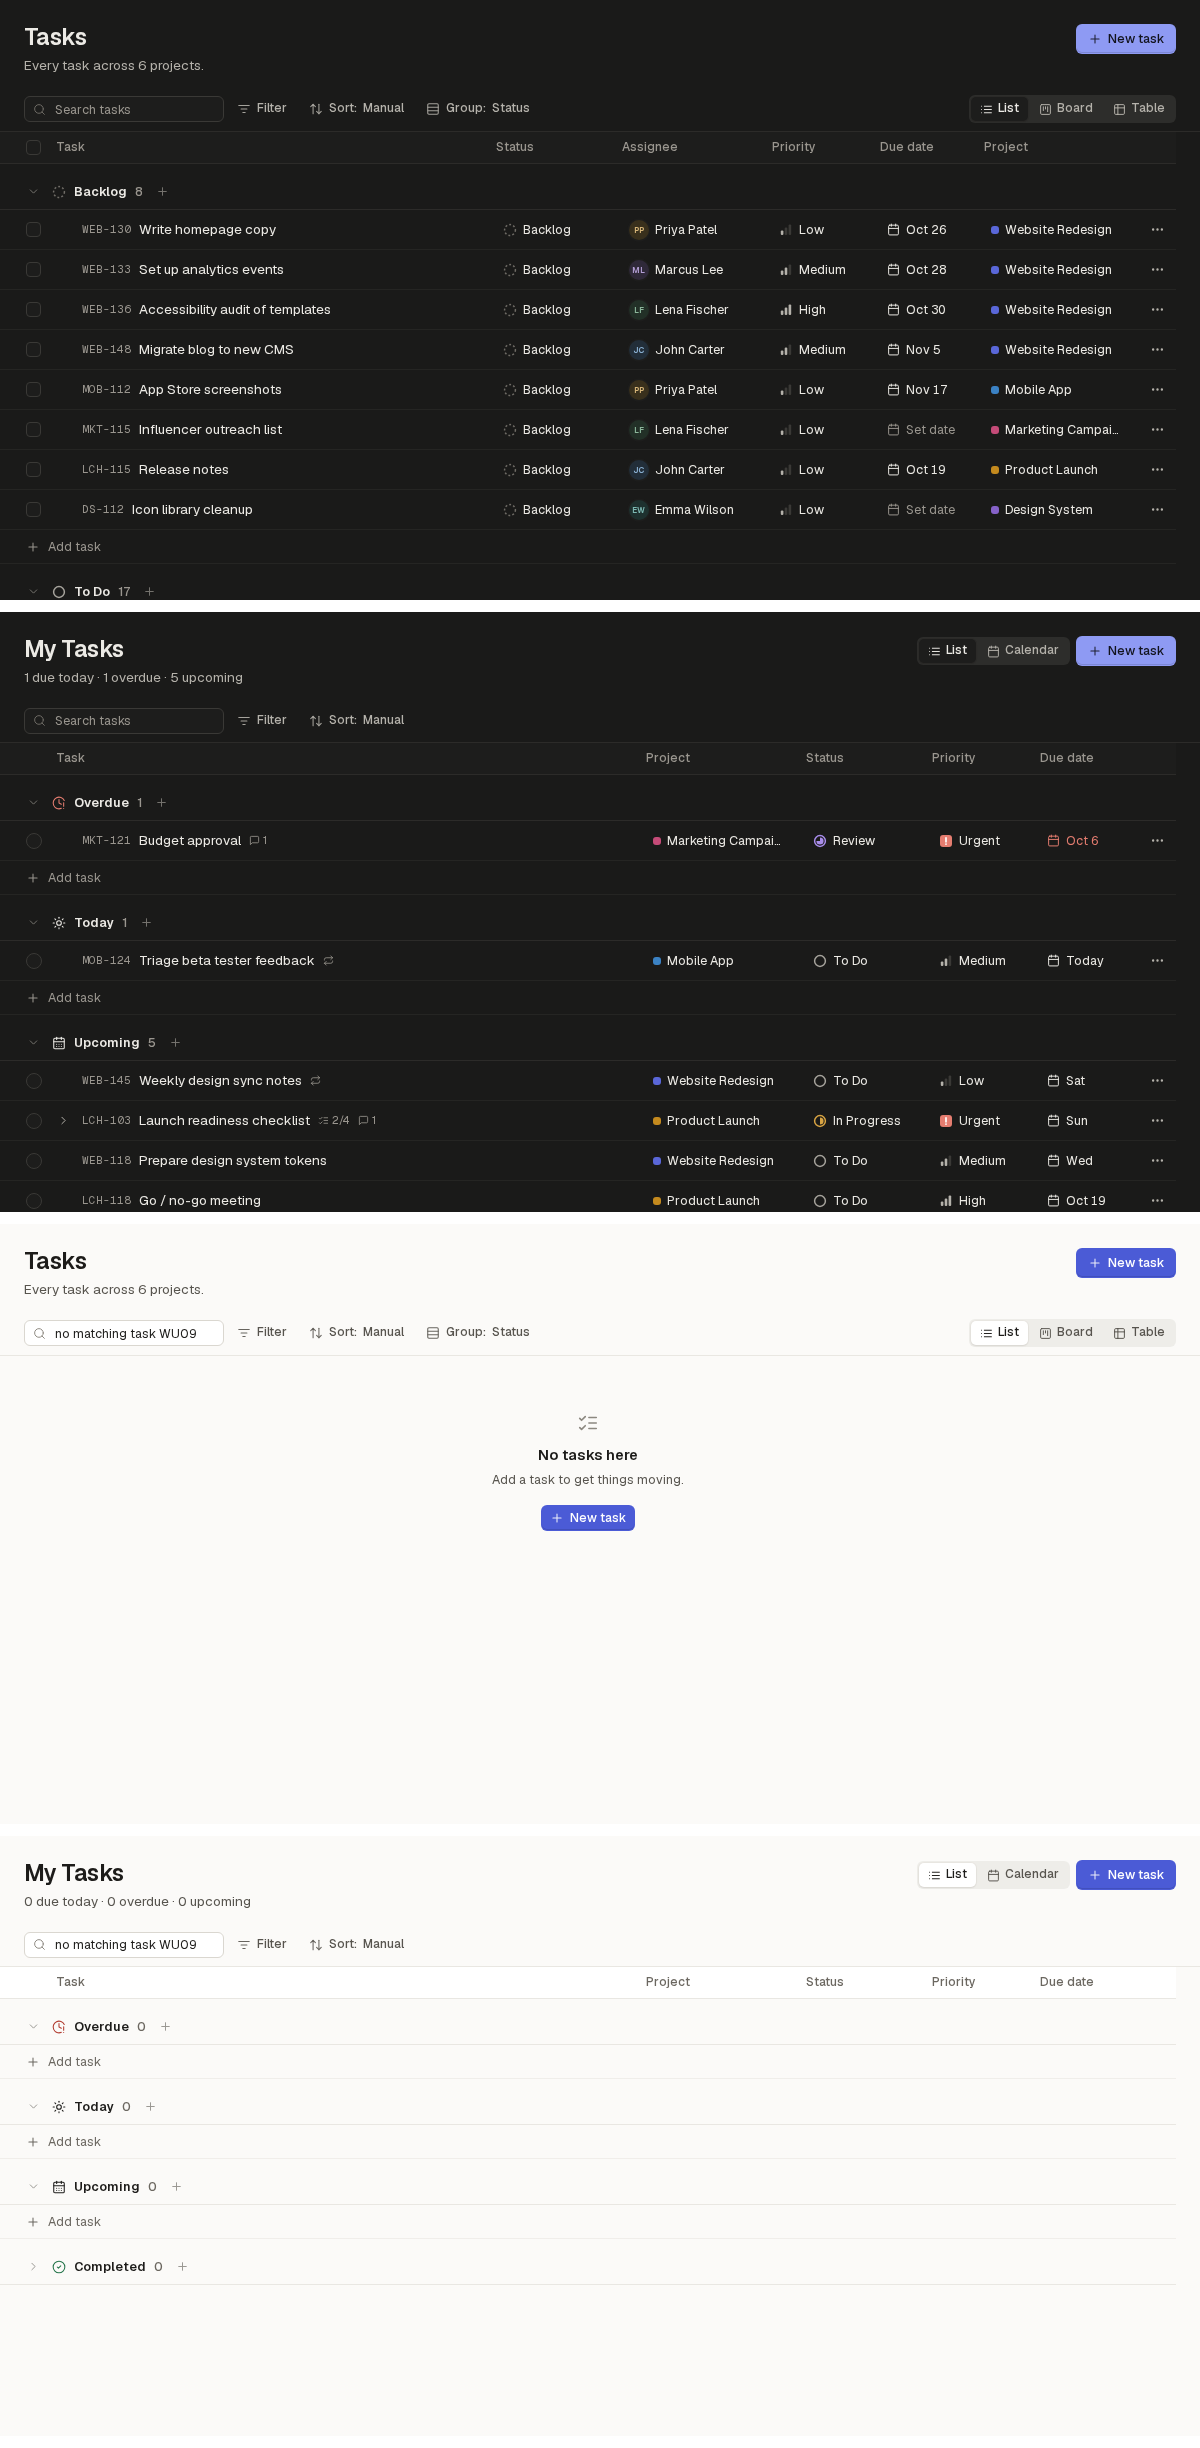 Tasks
New task
Every task across 6 projects.
Search tasks Filter Sort: Manual Group: Status List Board Table
Task Status Assignee Priority Due date Project
Backlog 8
WEB-130 Write homepage copy Backlog PP Priya Patel Low Oct 26 Website Redesign
WEB-133 Set up analytics events Backlog ML Marcus Lee Medium Oct 28 Website Redesign
WEB-136 Accessibility audit of templates Backlog LF Lena Fischer High Oct 30 Website Redesign
WEB-148 Migrate blog to new CMS Backlog JC John Carter Medium Nov 5 Website Redesign
MOB-112 App Store screenshots Backlog PP Priya Patel Low Nov 17 Mobile App
MKT-115 Influencer outreach list Backlog LF Lena Fischer Low Set date Marketing Campai...
LCH-115 Release notes Backlog JC John Carter Low Oct 19 Product Launch
DS-112 Icon library cleanup Backlog EW Emma Wilson Low Set date Design System
Add task
To Do 17
My Tasks
List Calendar New task
1 due today · 1 overdue · 5 upcoming
Search tasks Filter Sort: Manual
Task Project Status Priority Due date
Overdue 1
MKT-121 Budget approval 1 Marketing Campai... Review Urgent Oct 6
Add task
Today 1
MOB-124 Triage beta tester feedback Mobile App To Do Medium Today
Add task
Upcoming 5
WEB-145 Weekly design sync notes Website Redesign To Do Low Sat
LCH-103 Launch readiness checklist 2/4 1 Product Launch In Progress Urgent Sun
WEB-118 Prepare design system tokens Website Redesign To Do Medium Wed
LCH-118 Go / no-go meeting Product Launch To Do High Oct 19
Tasks
New task
Every task across 6 projects.
no matching task WU09 Filter Sort: Manual Group: Status List Board Table
No tasks here
Add a task to get things moving.
New task
My Tasks
List Calendar New task
0 due today · 0 overdue · 0 upcoming
no matching task WU09 Filter Sort: Manual
Task Project Status Priority Due date
Overdue 0
Add task
Today 0
Add task
Upcoming 0
Add task
Completed 0